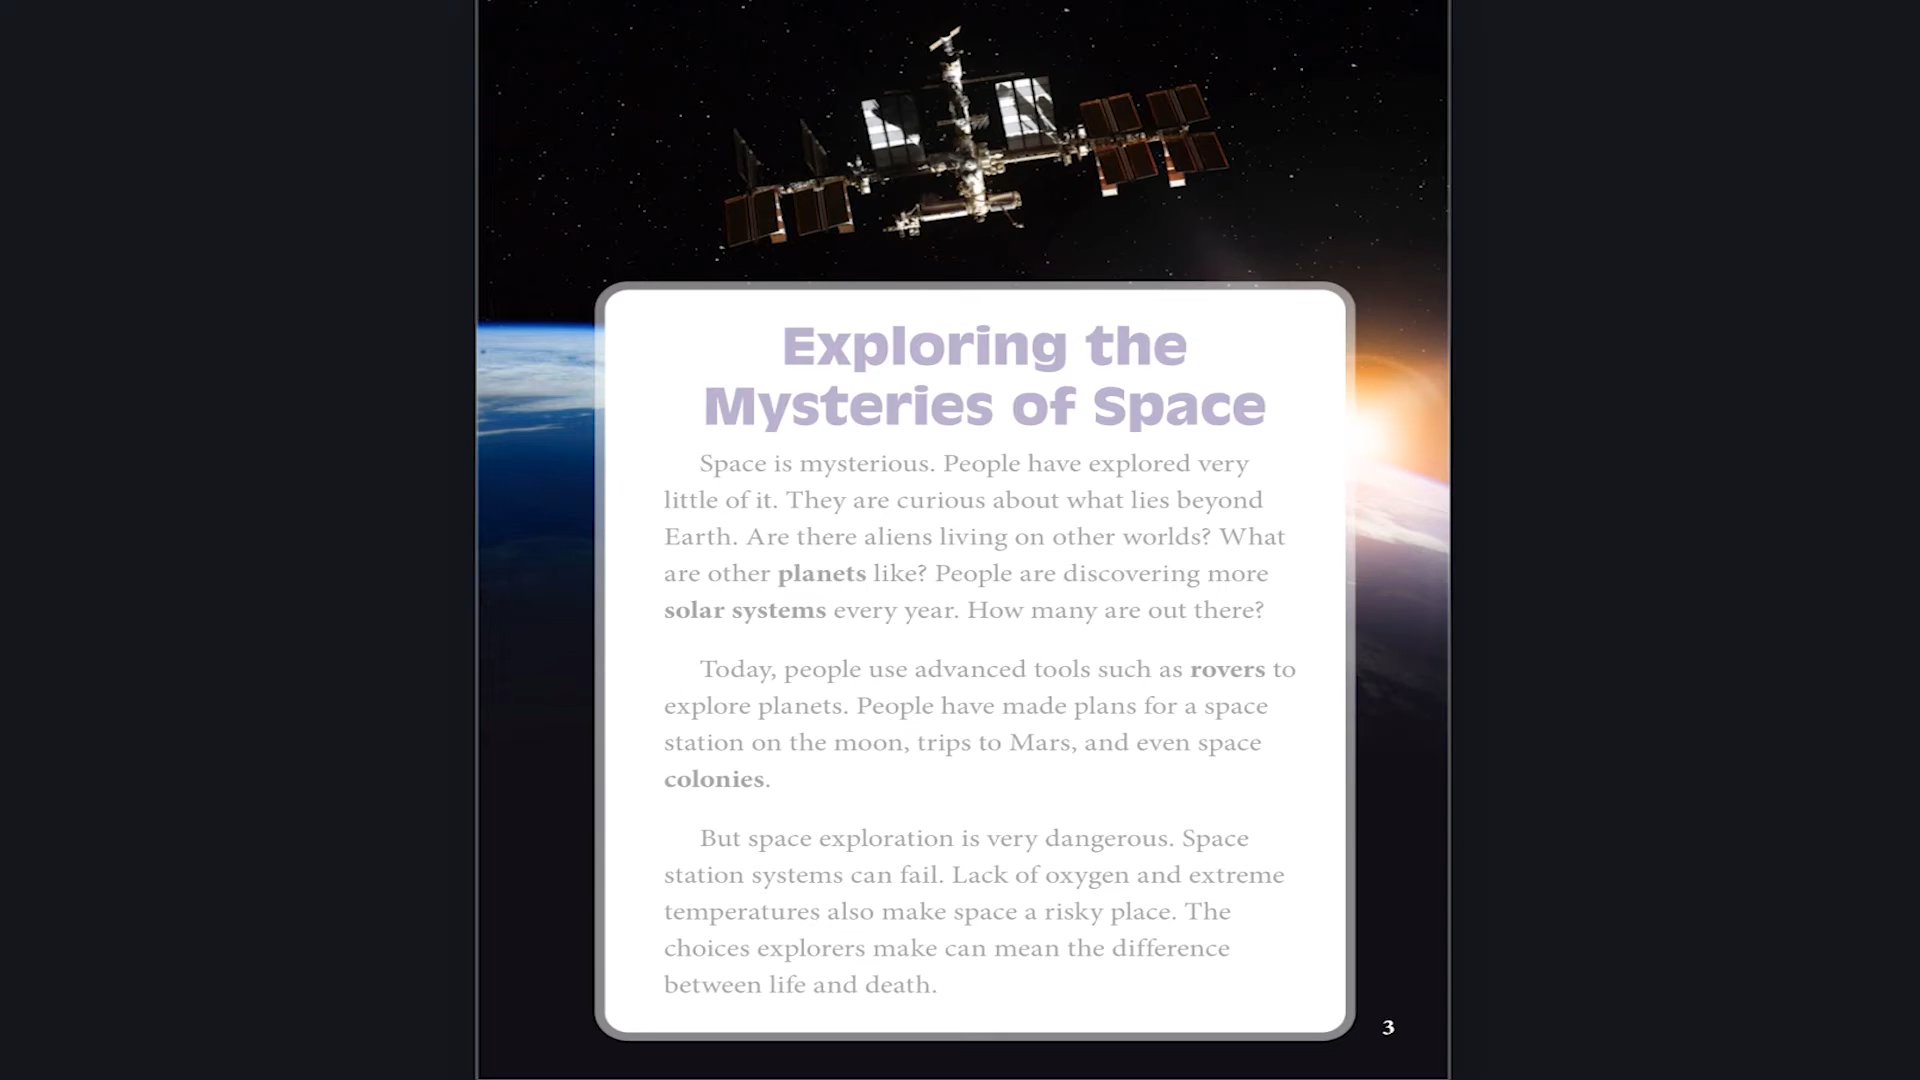 Exploring the
Mysteries of Space
Space is mysterious. People have explored very
little of it. They are curious about what lies beyond
Earth. Are there aliens living on other worlds? What
are other planets like? People are discovering more
solar systems every year. How many are out there?
Today, people use advanced tools such as rovers to
explore planets. People have made plans for a space
station on the moon, trips to Mars, and even space
colonies.
But space exploration is very dangerous. Space
station systems can fail. Lack of oxygen and extreme
temperatures also make space a risky place. The
choices explorers make can mean the difference
between life and death.
3